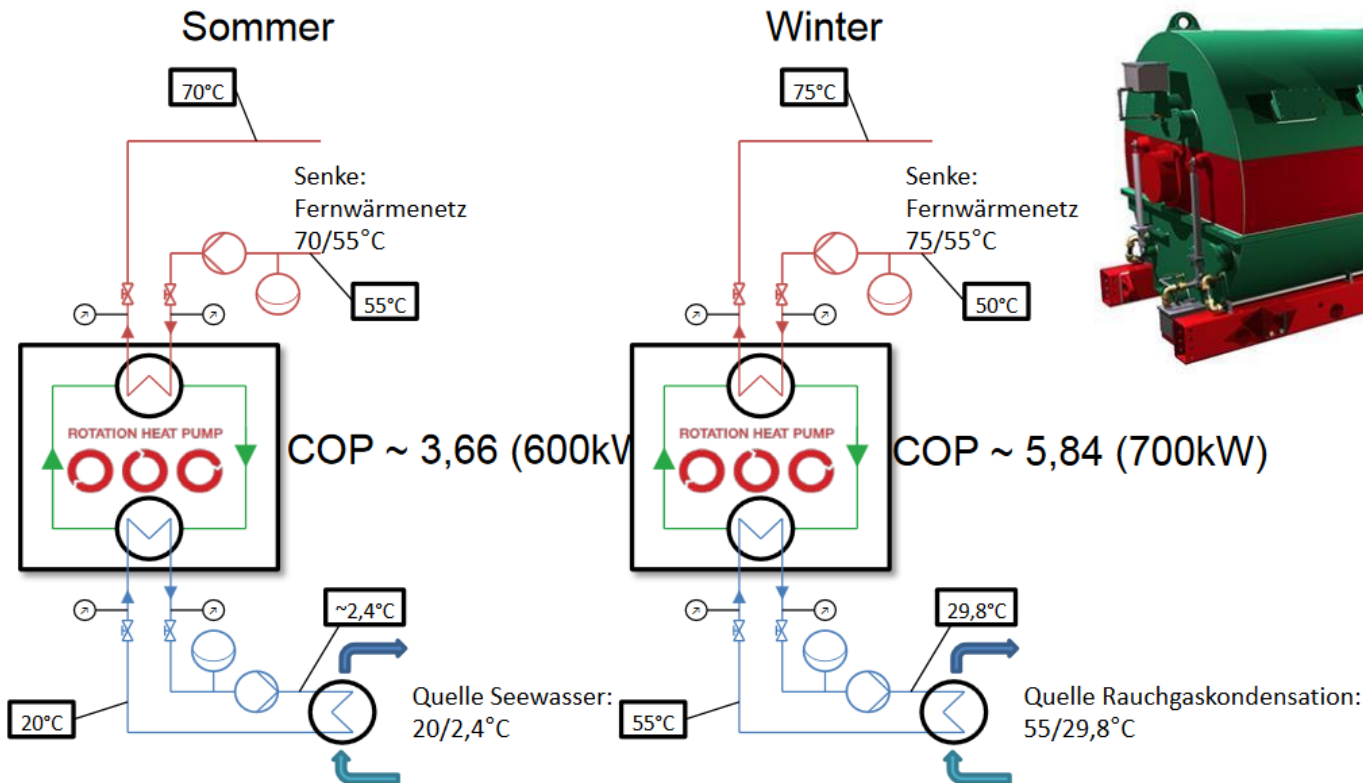 Sommer
70°C
Senke:
Fernwärmenetz
70/55°C
55°C
ROTATION HEAT PUMP
COP ~ 3,66 (600kW
~2,4°C
20°C
Quelle Seewasser:
20/2,4°C
Winter
75°C
Senke:
Fernwärmenetz
75/55°C
50°C
ROTATION HEAT PUMP
COP ~ 5,84 (700kW)
29,8°C
55°C
Quelle Rauchgaskondensation:
55/29,8°C